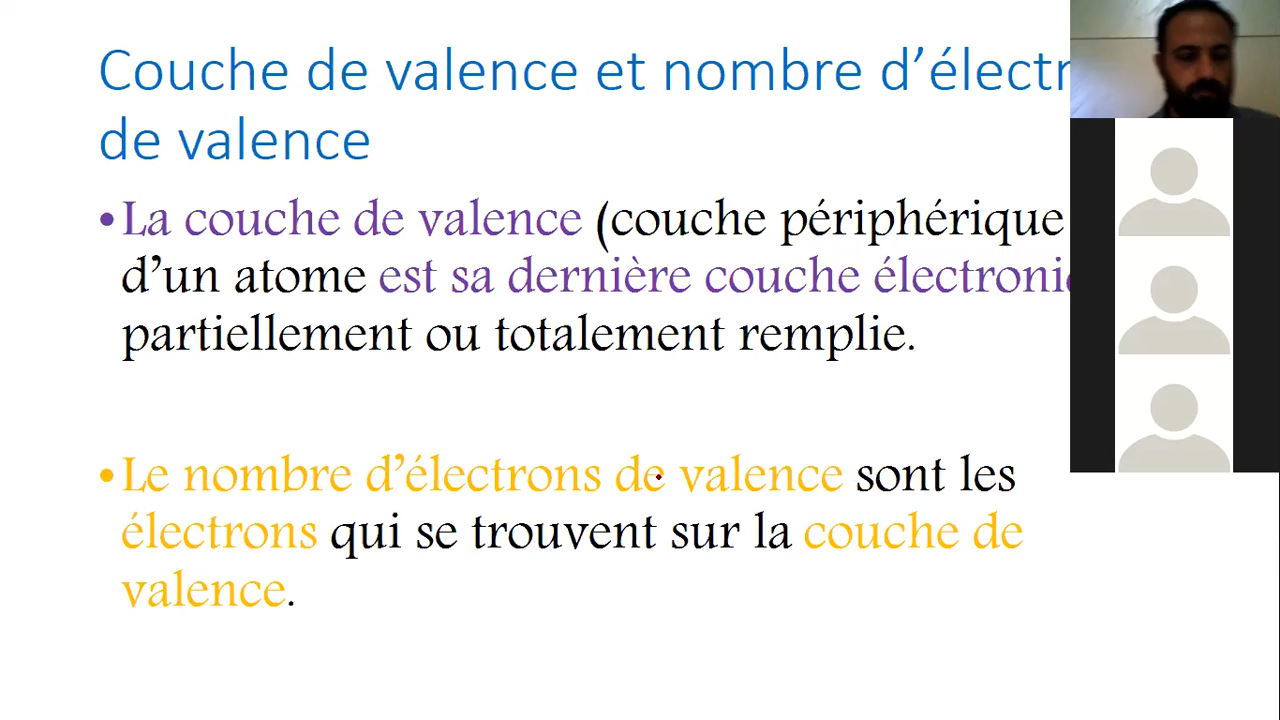 Couche de valence et nombre
de valence
•La couche de valence (couche périphérique
d’un atome est sa dernière couche
partiellement ou totalement remplie.
•Le nombre d’électrons de valence sont les
électrons qui se trouvent sur la couche de
valence.